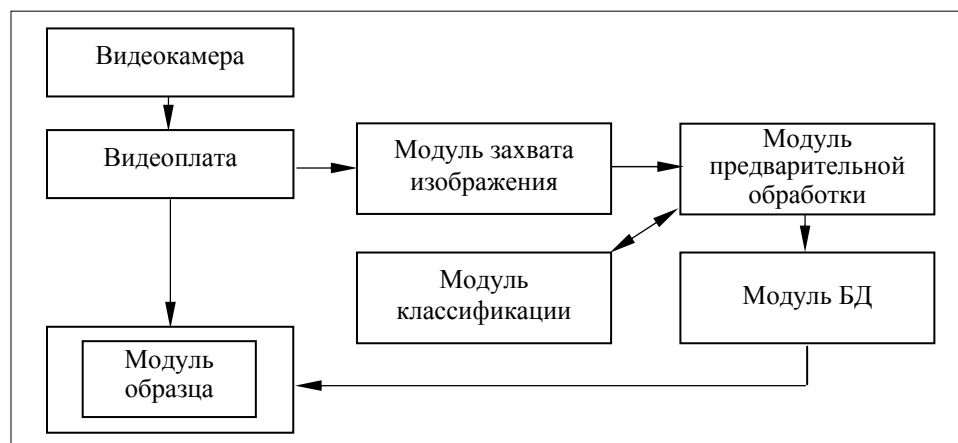 Видеокамера
Видеоплата
Модуль захвата
изображения
Модуль
предварительной
обработки
Модуль
классификации
Модуль БД
Модуль
образца